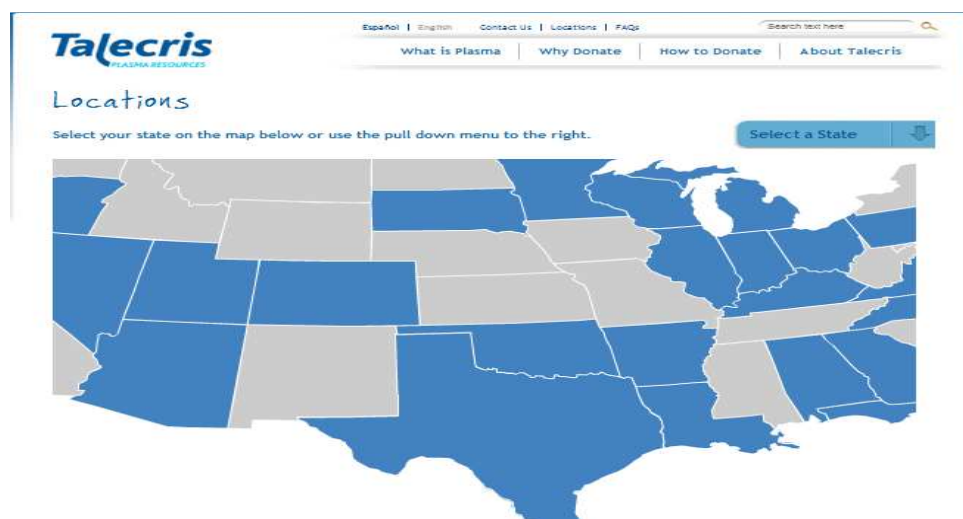 Español | English Contact Us | Locations | FAQs Search text here
Talecris
PLASMA RESOURCES
What is Plasma | Why Donate | How to Donate | About Talecris
Locations
Select your state on the map below or use the pull down menu to the right.
Select a State